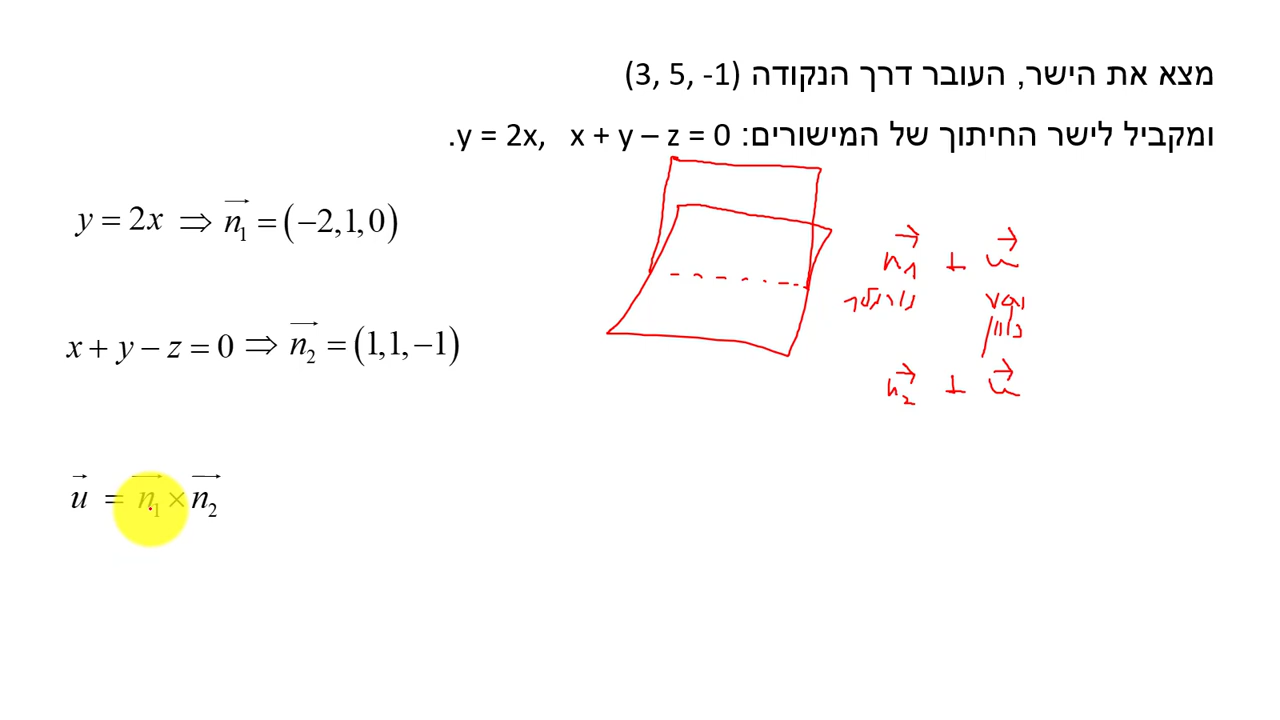 מצא את הישר, העובר דרך הנקודה (3, 5, -1)
ומקביל לישר החיתוך של המישורים: y = 2x,   x + y – z = 0.
y = 2x ⇒ n₁ = (−2,1,0)
x + y − z = 0 ⇒ n₂ = (1,1,−1)
n₁ ⊥ u
נורמל
n₂ ⊥ u
u = n₁ × n₂